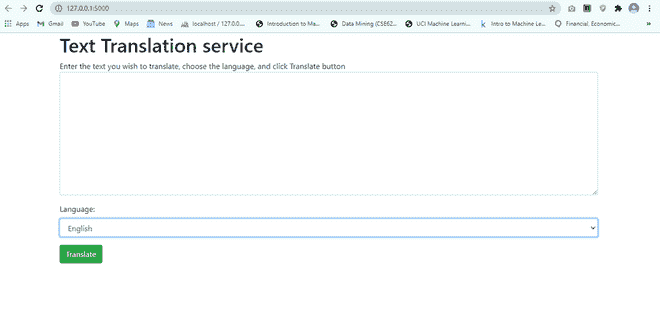 127.0.0.1:5000
Apps Gmail YouTube Maps News localhost / 127.0.0.... Introduction to Ma... Data Mining (CSE62... UCI Machine Learni... Intro to Machine Le... Financial, Economic... »
Text Translation service
Enter the text you wish to translate, choose the language, and click Translate button
Language:
English
Translate